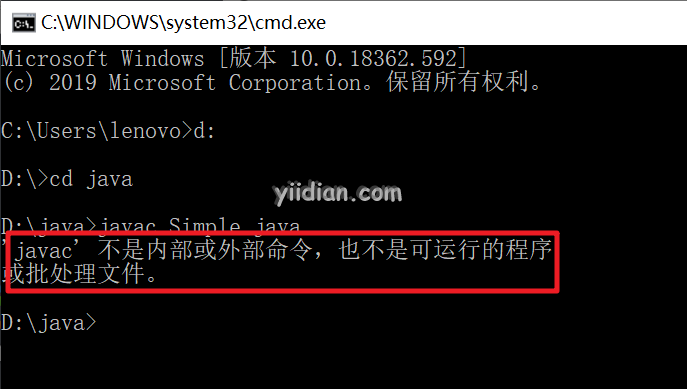 C:\WINDOWS\system32\cmd.exe
Microsoft Windows [版本 10.0.18362.592]
(c) 2019 Microsoft Corporation。保留所有权利。
C:\Users\lenovo>d:
D:\>cd java
yiidian.com
D:\java>javac Simple.java
'javac' 不是内部或外部命令，也不是可运行的程序
或批处理文件。
D:\java>